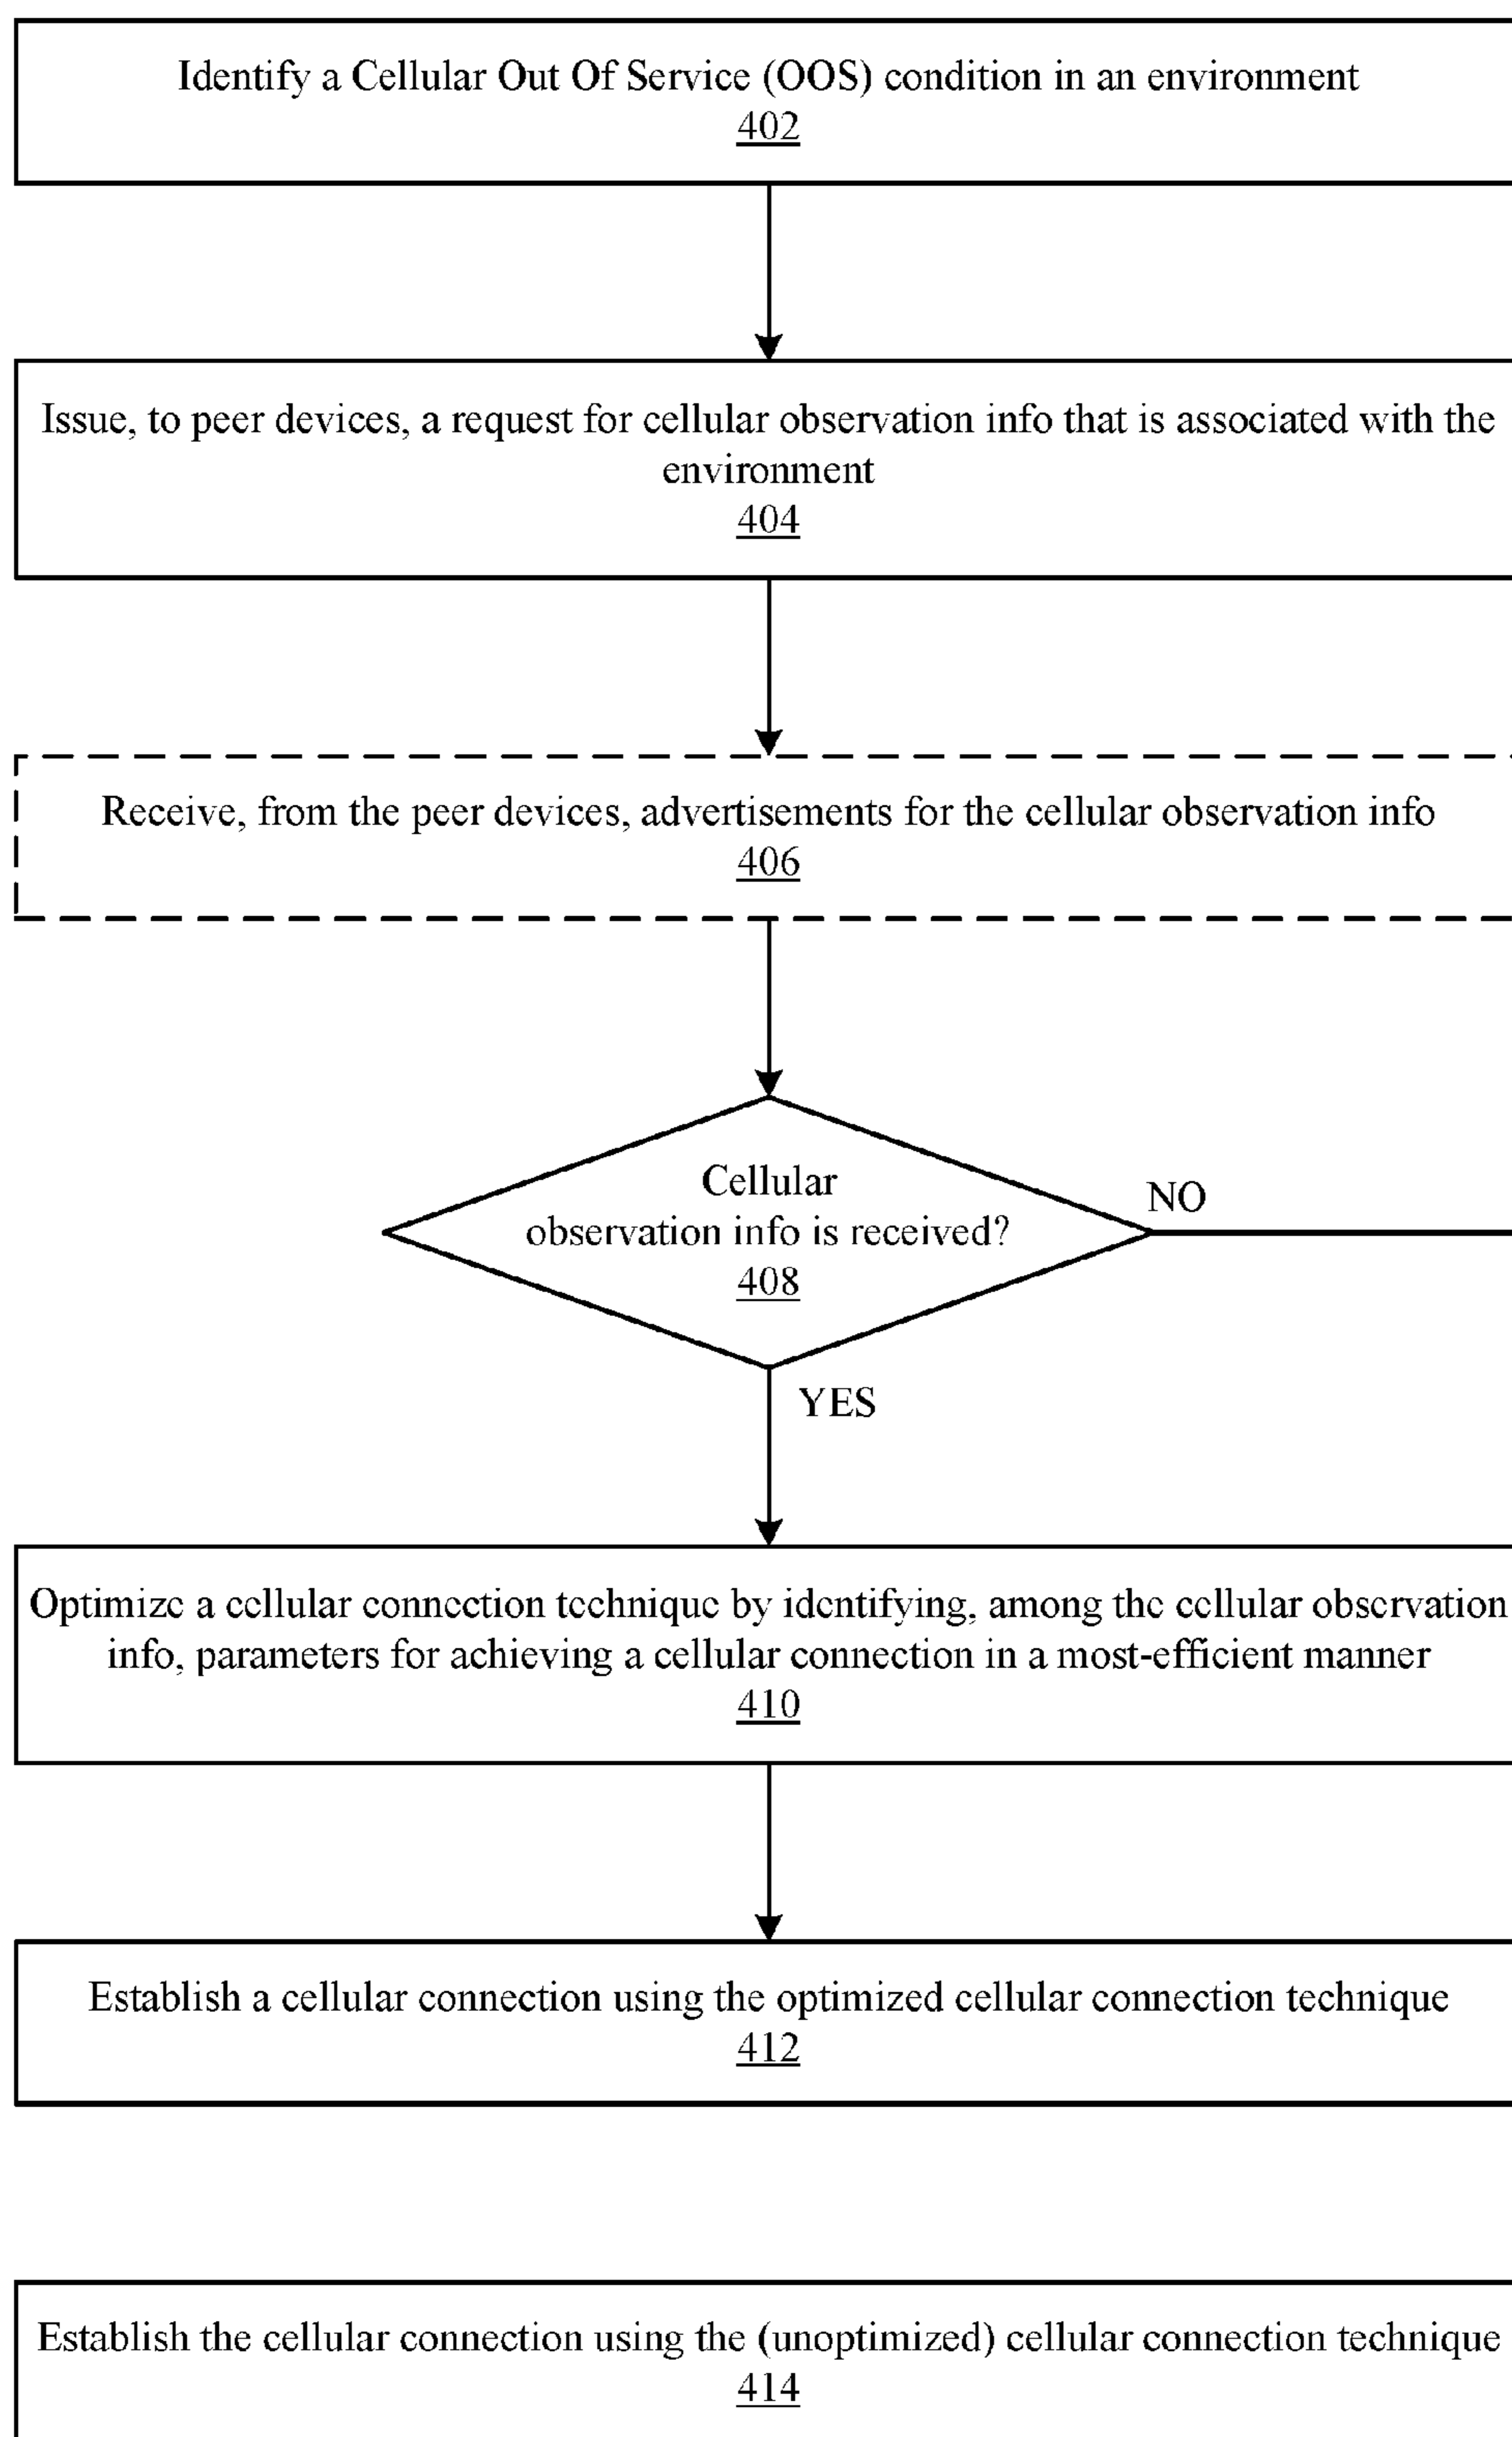 Identify a Cellular Out Of Service (OOS) condition in an environment
402
Issue, to peer devices, a request for cellular observation info that is associated with the
environment
404
Receive, from the peer devices, advertisements for the cellular observation info
406
Cellular
observation info is received?
408
NO
YES
Optimize a cellular connection technique by identifying, among the cellular observation
info, parameters for achieving a cellular connection in a most-efficient manner
410
Establish a cellular connection using the optimized cellular connection technique
412
Establish the cellular connection using the (unoptimized) cellular connection technique
414